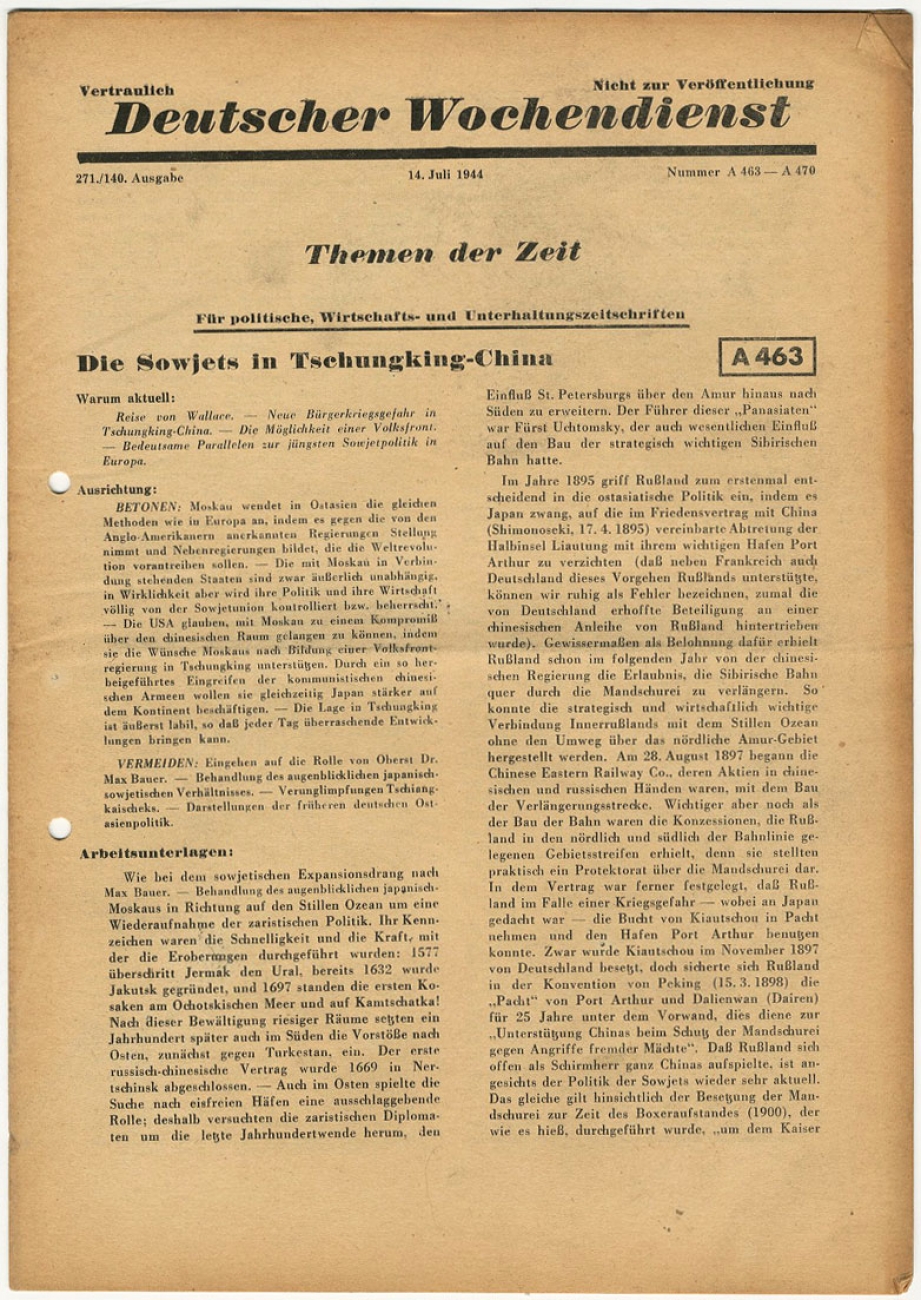 Vertraulich
Nicht zur Veröffentlichung
Deutscher Wochendienst
271./140. Ausgabe
14. Juli 1944
Nummer A 463 — A 470
Themen der Zeit
Für politische, Wirtschafts- und Unterhaltungszeitschriften
Die Sowjets in Tschungking-China
A 463
Warum aktuell:
Reise von Wallace. — Neue Bürgerkriegsgefahr in
Tschungking-China. — Die Möglichkeit einer Volksfront.
— Bedeutsame Parallelen zur jüngsten Sowjetpolitik in
Europa.
Ausrichtung:
BETONEN: Moskau wendet in Ostasien die gleichen
Methoden wie in Europa an, indem es gegen die von den
Anglo-Amerikanern anerkannten Regierungen Stellung
nimmt und Nebenregierungen bildet, die die Weltrevolu-
tion vorantreiben sollen. — Die mit Moskau in Verbin-
dung stehenden Staaten sind zwar äußerlich unabhängig,
in Wirklichkeit aber wird ihre Politik und ihre Wirtschaft
völlig von der Sowjetunion kontrolliert bzw. beherrscht.
— Die USA glauben, mit Moskau zu einem Kompromiß
über den chinesischen Raum gelangen zu können, indem
sie die Wünsche Moskaus nach Bildung einer Volksfront-
regierung in Tschungking unterstützen. Durch ein so her-
beigeführtes Eingreifen der kommunistischen chinesi-
schen Armeen wollen sie gleichzeitig Japan stärker auf
dem Kontinent beschäftigen. — Die Lage in Tschungking
ist äußerst labil, so daß jeder Tag überraschende Entwick-
lungen bringen kann.
VERMEIDEN: Eingehen auf die Rolle von Oberst Dr.
Max Bauer. — Behandlung des augenblicklichen japanisch-
sowjetischen Verhältnisses. — Verunglimpfungen Tschiang-
kaischeks. — Darstellungen der früheren deutschen Ost-
asienpolitik.
Arbeitsunterlagen:
Wie bei dem sowjetischen Expansionsdrang nach
Max Bauer. — Behandlung des augenblicklichen japanisch-
Moskaus in Richtung auf den Stillen Ozean um eine
Wiederaufnahme der zaristischen Politik. Ihr Kenn-
zeichen waren die Schnelligkeit und die Kraft, mit
der die Eroberungen durchgeführt wurden: 1577
überschritt Jermak den Ural, bereits 1632 wurde
Jakutsk gegründet, und 1697 standen die ersten Ko-
saken am Ochotskischen Meer und auf Kamtschatka!
Nach dieser Bewältigung riesiger Räume setzten ein
Jahrhundert später auch im Süden die Vorstöße nach
Osten, zunächst gegen Turkestan, ein. Der erste
russisch-chinesische Vertrag wurde 1669 in Ner-
tschinsk abgeschlossen. — Auch im Osten spielte die
Suche nach eisfreien Häfen eine ausschlaggebende
Rolle; deshalb versuchten die zaristischen Diploma-
ten um die letzte Jahrhundertwende herum, den
Einfluß St. Petersburgs über den Amur hinaus nach
Süden zu erweitern. Der Führer dieser „Panasiaten“
war Fürst Uchtomsky, der auch wesentlichen Einfluß
auf den Bau der strategisch wichtigen Sibirischen
Bahn hatte.
Im Jahre 1895 griff Rußland zum erstenmal ent-
scheidend in die ostasiatische Politik ein, indem es
Japan zwang, auf die im Friedensvertrag mit China
(Shimonoseki, 17. 4. 1895) vereinbarte Abtretung der
Halbinsel Liautung mit ihrem wichtigen Hafen Port
Arthur zu verzichten (daß neben Frankreich auch
Deutschland dieses Vorgehen Rußlands unterstützte,
können wir ruhig als Fehler bezeichnen, zumal die
von Deutschland erhoffte Beteiligung an einer
chinesischen Anleihe von Rußland hintertrieben
wurde). Gewissermaßen als Belohnung dafür erhielt
Rußland schon im folgenden Jahr von der chinesi-
schen Regierung die Erlaubnis, die Sibirische Bahn
quer durch die Mandschurei zu verlängern. So
konnte die strategisch und wirtschaftlich wichtige
Verbindung Innerrußlands mit dem Stillen Ozean
ohne den Umweg über das nördliche Amur-Gebiet
hergestellt werden. Am 28. August 1897 begann die
Chinese Eastern Railway Co., deren Aktien in chine-
sischen und russischen Händen waren, mit dem Bau
der Verlängerungsstrecke. Wichtiger aber noch als
der Bau der Bahn waren die Konzessionen, die Ruß-
land in den nördlich und südlich der Bahnlinie ge-
legenen Gebietsstreifen erhielt, denn sie stellten
praktisch ein Protektorat über die Mandschurei dar.
In dem Vertrag war ferner festgelegt, daß Ruß-
land im Falle einer Kriegsgefahr — wobei an Japan
gedacht war — die Bucht von Kiautschou in Pacht
nehmen und den Hafen Port Arthur benutzen
konnte. Zwar wurde Kiautschou im November 1897
von Deutschland besetzt, doch sicherte sich Rußland
in der Konvention von Peking (15. 3. 1898) die
„Pacht“ von Port Arthur und Dalienwan (Dairen)
für 25 Jahre unter dem Vorwand, dies diene zur
„Unterstützung Chinas beim Schutz der Mandschurei
gegen Angriffe fremder Mächte“. Daß Rußland sich
offen als Schirmherr ganz Chinas aufspielte, ist an-
gesichts der Politik der Sowjets wieder sehr aktuell.
Das gleiche gilt hinsichtlich der Besetzung der Man-
dschurei zur Zeit des Boxeraufstandes (1900), der
wie es hieß, durchgeführt wurde, „um dem Kaiser